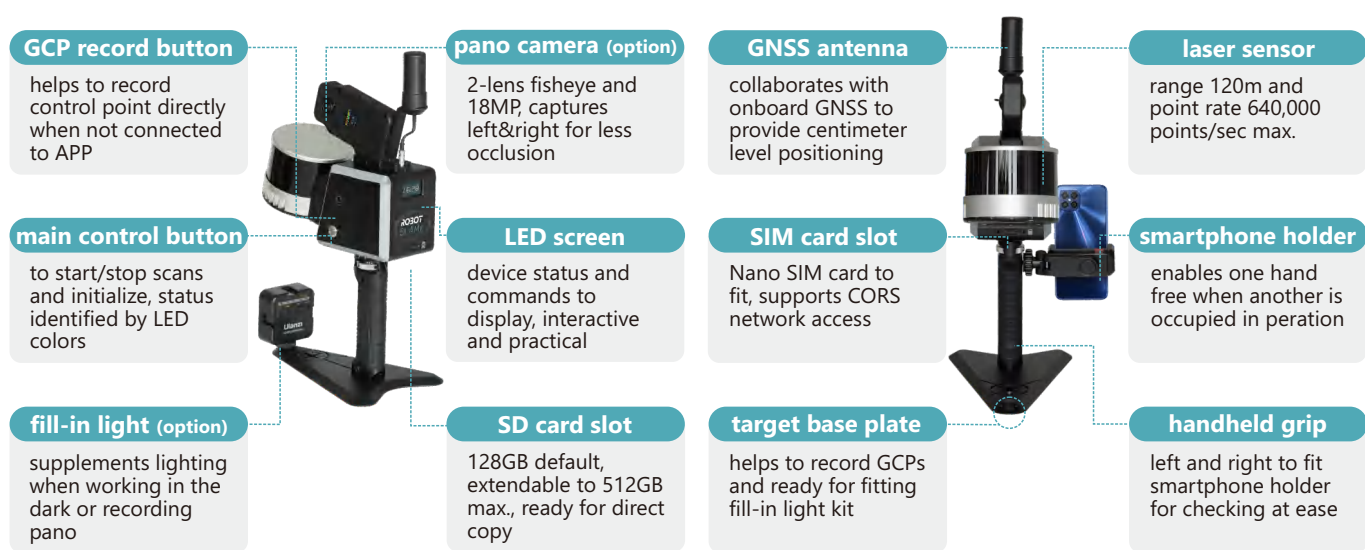 GCP record button
helps to record
control point directly
when not connected
to APP
pano camera (option)
2-lens fisheye and
18MP, captures
left&right for less
occlusion
GNSS antenna
collaborates with
onboard GNSS to
provide centimeter
level positioning
laser sensor
range 120m and
point rate 640,000
points/sec max.
main control button
to start/stop scans
and initialize, status
identified by LED
colors
LED screen
device status and
commands to
display, interactive
and practical
SIM card slot
Nano SIM card to
fit, supports CORS
network access
smartphone holder
enables one hand
free when another is
occupied in peration
fill-in light (option)
supplements lighting
when working in the
dark or recording
pano
SD card slot
128GB default,
extendable to 512GB
max., ready for direct
copy
target base plate
helps to record GCPs
and ready for fitting
fill-in light kit
handheld grip
left and right to fit
smartphone holder
for checking at ease
ROBOT
Ulanzi